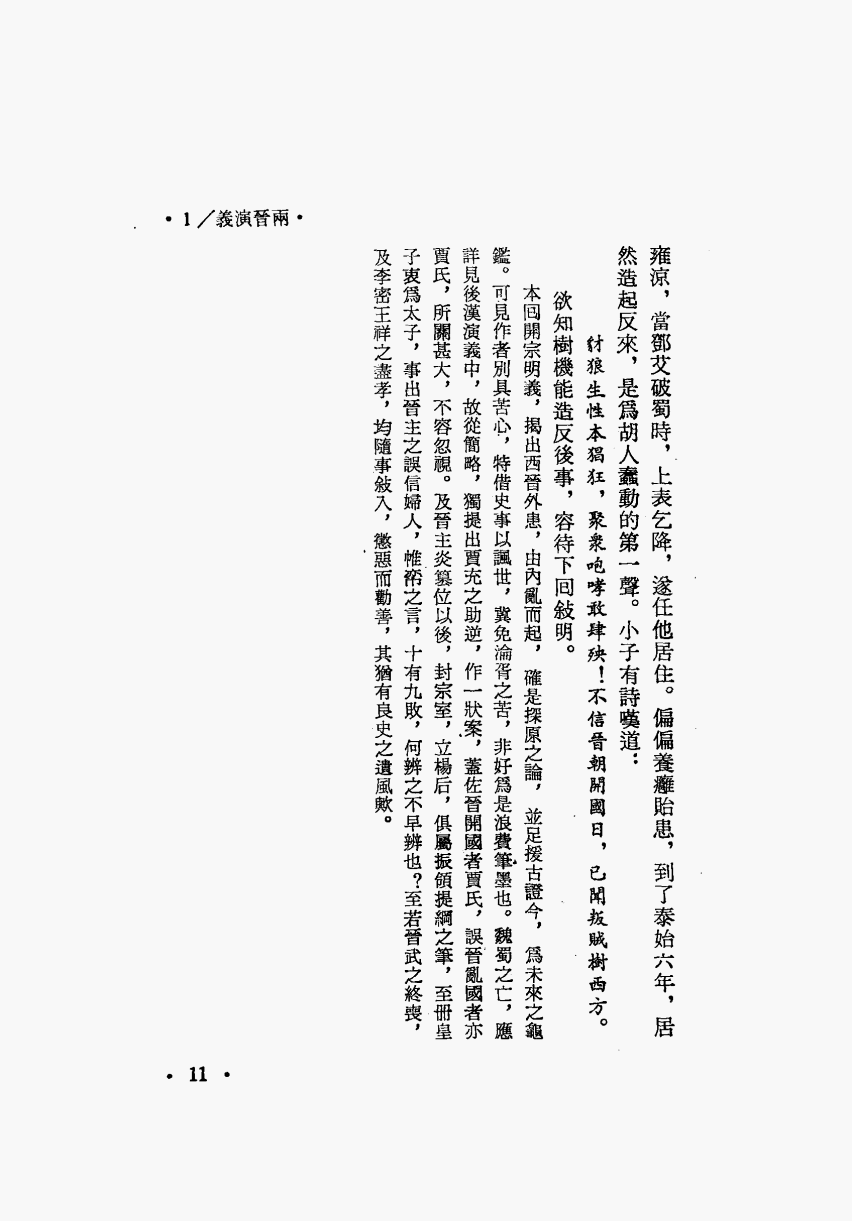 •兩晉演義／1•
雍涼，當鄧艾破蜀時，上表乞降，遂任他居住。偏偏養癰貽患，到了泰始六年，居
然造起反來，是爲胡人蠢動的第一聲。小子有詩嘆道：
豺狼生性本猖狂，聚衆咆哮敢肆殃！不信晉朝開國日，已聞叛賊樹西方。
欲知樹機能造反後事，容待下回敍明。
本回開宗明義，揭出西晉外患，由內亂而起，確是探原之論，並足援古證今，爲未來之龜
鑑。可見作者別具苦心，特借史事以諷世，冀免淪胥之苦，非好爲是浪費筆墨也。魏蜀之亡，應
詳見後漢演義中，故從簡略，獨提出賈充之助逆，作一狀案，蓋佐晉開國者賈氏，誤晉亂國者亦
賈氏，所關甚大，不容忽視。及晉主炎篡位以後，封宗室，立楊后，俱屬振領提綱之筆，至冊皇
子衷爲太子，事出晉主之誤信婦人，帷帟之言，十有九敗，何辨之不早辨也？至若晉武之終喪，
及李密王祥之盡孝，均隨事敍入，懲惡而勸善，其猶有良史之遺風歟。
• 11 •